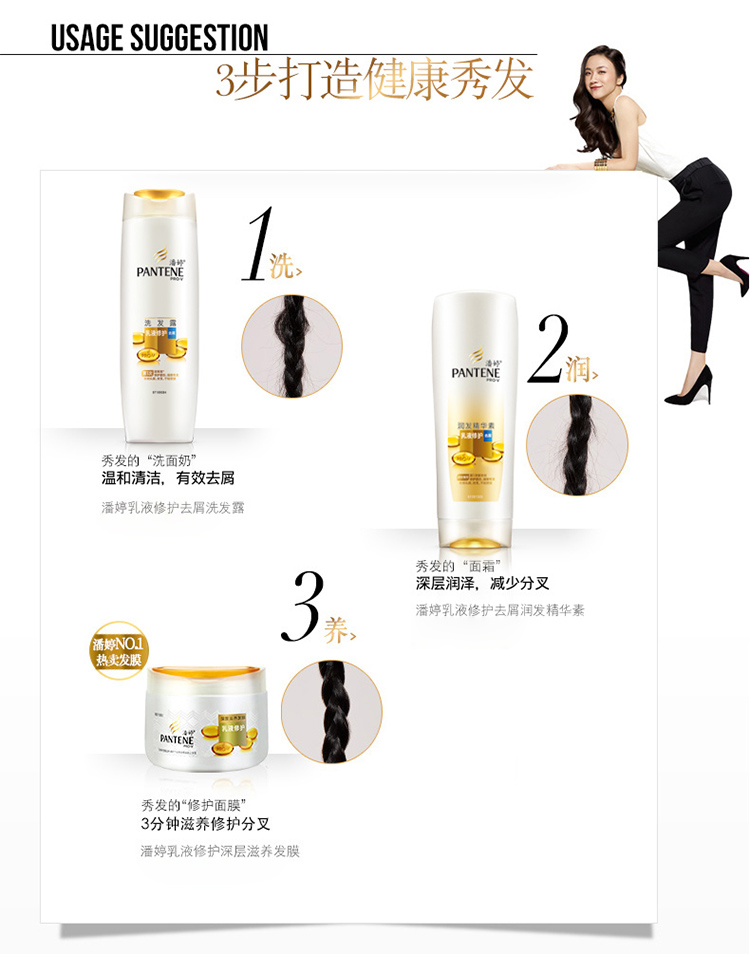 USAGE SUGGESTION
3步打造健康秀发
1
洗>
潘婷
PANTENE
PRO-V
洗发露
乳液修护
秀发的“洗面奶”
温和清洁，有效去屑
潘婷乳液修护去屑洗发露
2
润>
潘婷
PANTENE
PRO-V
润发精华素
乳液修护
秀发的“面霜”
深层润泽，减少分叉
潘婷乳液修护去屑润发精华素
3
养>
潘婷NO.1
热卖发膜
潘婷
PANTENE
PRO-V
乳液修护
秀发的“修护面膜”
3分钟滋养修护分叉
潘婷乳液修护深层滋养发膜